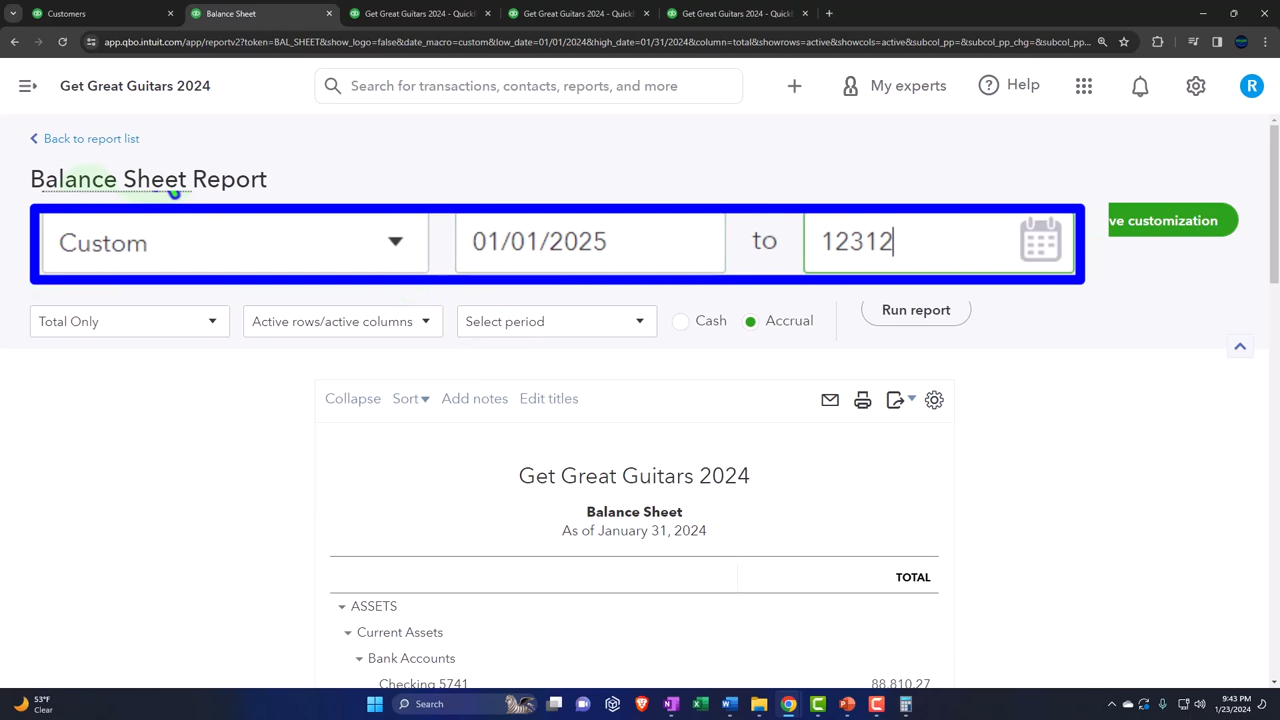 Customers
Balance Sheet
Get Great Guitars 2024 - QuickB
Get Great Guitars 2024 - QuickB
Get Great Guitars 2024 - QuickB
app.qbo.intuit.com/app/reportv2?token=BAL_SHEET&show_logo=false&date_macro=custom&low_date=01/01/2024&high_date=01/31/2024&column=total&showrows=active&showcols=active&subcol_pp=&subcol_pp_chg=&subcol_pp...
Get Great Guitars 2024
Search for transactions, contacts, reports, and more
My experts
Help
R
Back to report list
Balance Sheet Report
Custom
01/01/2025
to
12312
ve customization
Total Only
Active rows/active columns
Select period
Cash
Accrual
Run report
Collapse
Sort
Add notes
Edit titles
Get Great Guitars 2024
Balance Sheet
As of January 31, 2024
TOTAL
ASSETS
Current Assets
Bank Accounts
Checking 5741 88,810.27
53°F
Clear
Search
9:43 PM
1/23/2024